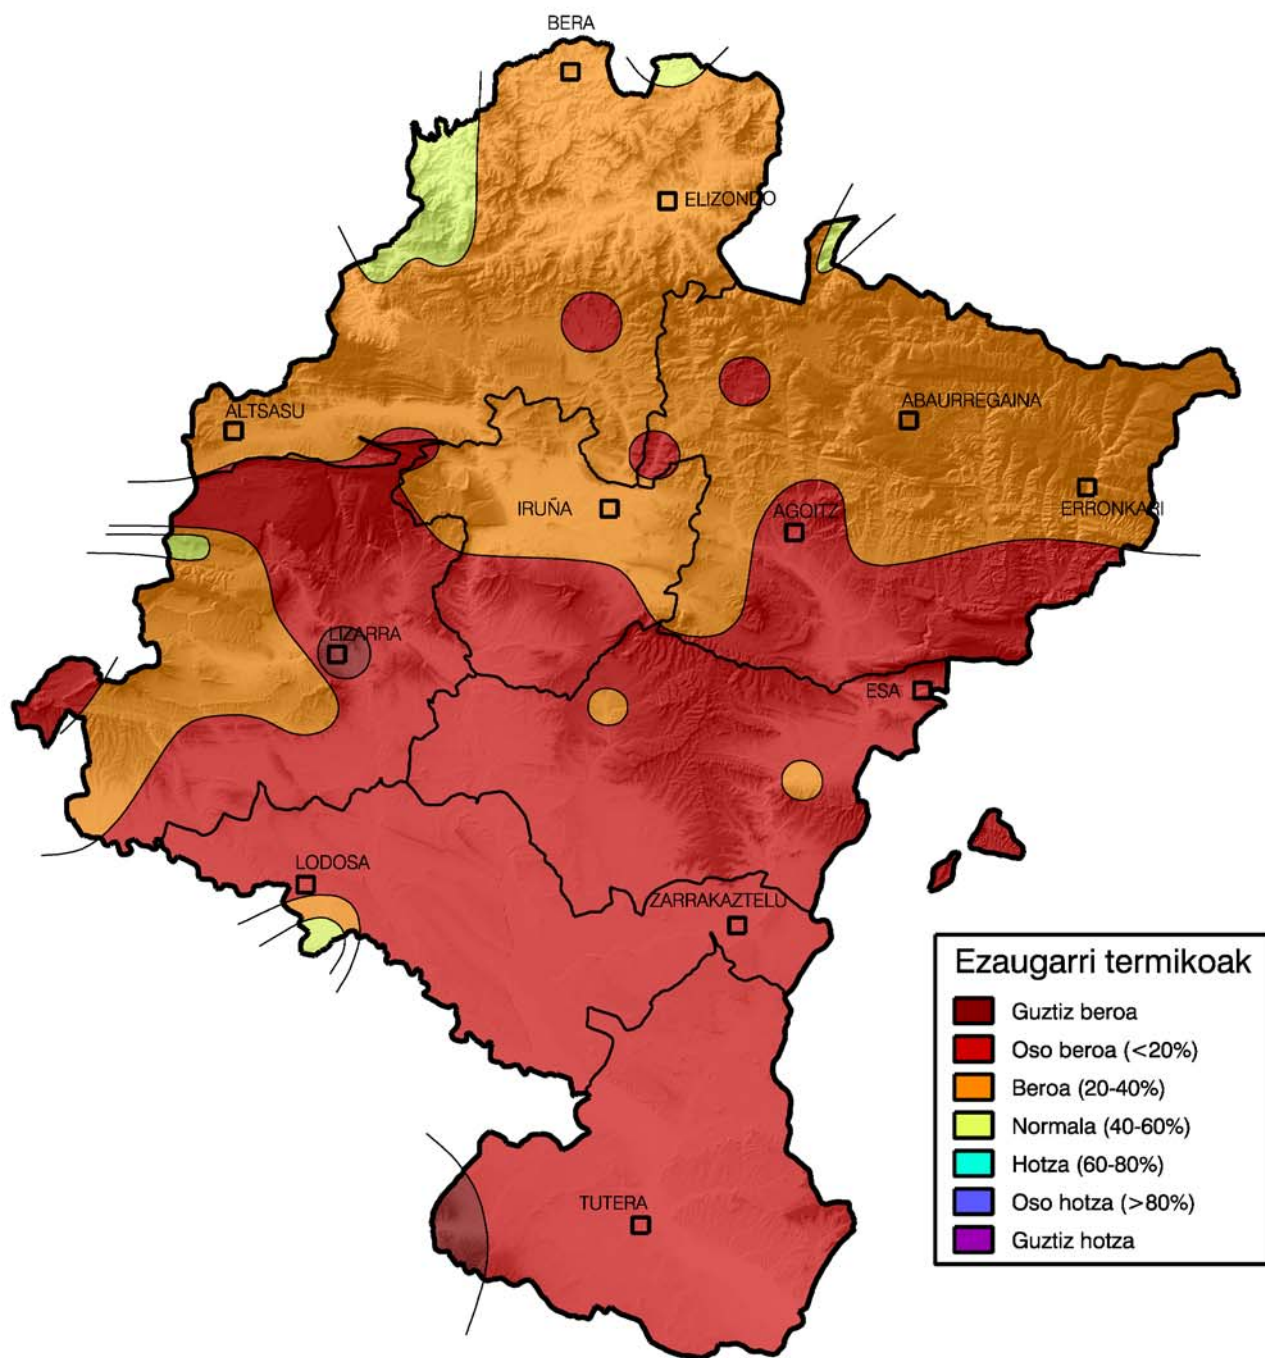 BERA
ELIZONDO
ALTSASU
ABAURREGAINA
IRUÑA
AGOITZ
ERRONKARI
LIZARRA
ESA
LODOSA
ZARRAKAZTELU
TUTERA
Ezaugarri termikoak
Guztiz beroa
Oso beroa (<20%)
Beroa (20-40%)
Normala (40-60%)
Hotza (60-80%)
Oso hotza (>80%)
Guztiz hotza